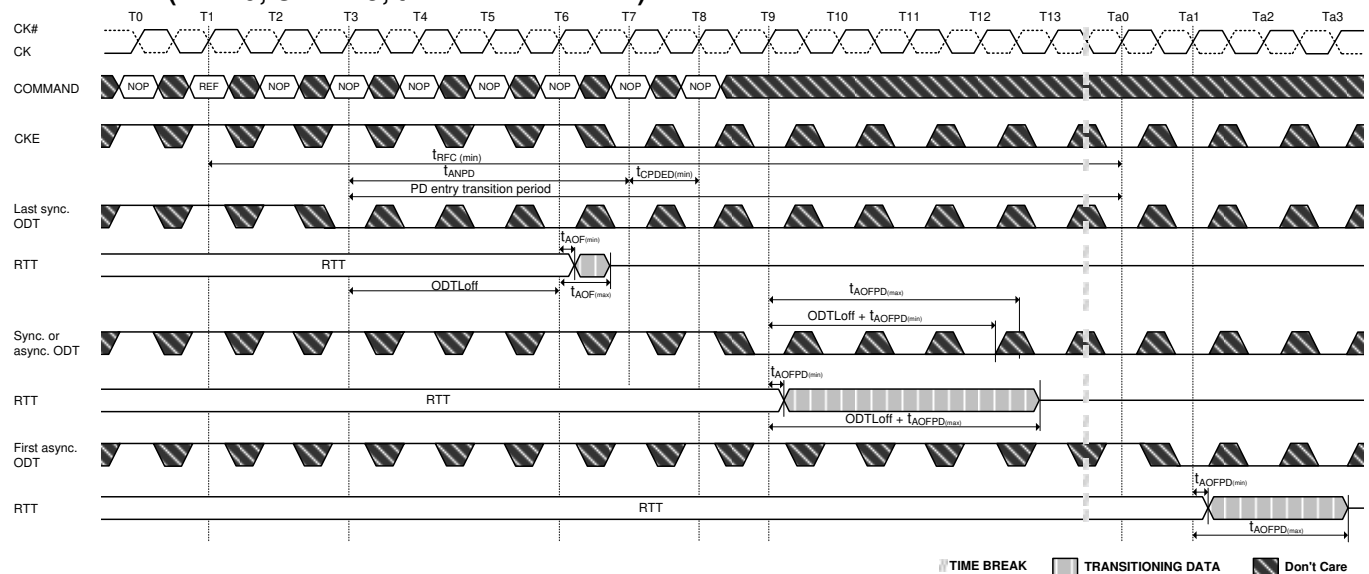 T0 T1 T2 T3 T4 T5 T6 T7 T8 T9 T10 T11 T12 T13 Ta0 Ta1 Ta2 Ta3
CK#
CK
COMMAND NOP REF NOP NOP NOP NOP NOP NOP NOP
CKE
tRFC (min)
tANPD tCPDED(min)
PD entry transition period
Last sync.
ODT
tAOF(min)
RTT RTT
ODTLoff tAOF(max)
tAOFPD(max)
ODTLoff + tAOFPD(min)
Sync. or
async. ODT
tAOFPD(min)
RTT RTT
ODTLoff + tAOFPD(max)
First async.
ODT
tAOFPD(min)
RTT RTT
tAOFPD(max)
TIME BREAK TRANSITIONING DATA Don't Care